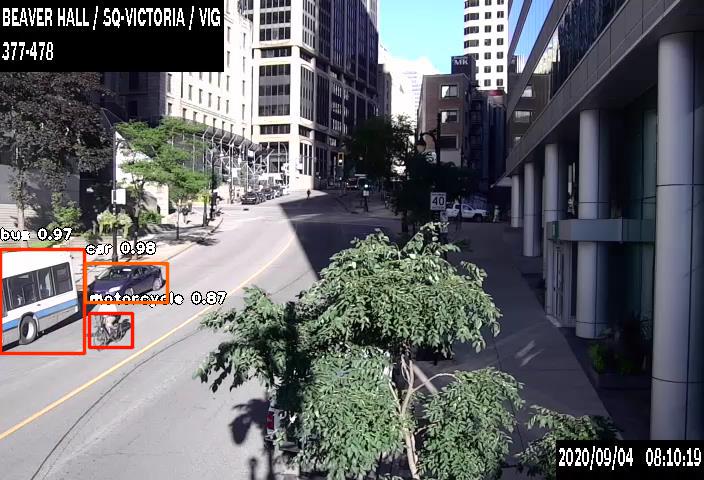 BEAVER HALL / SQ-VICTORIA / VIG
377-478
MK
40
bus 0.97
car 0.98
motorcycle 0.87
2020/09/04 08:10:19